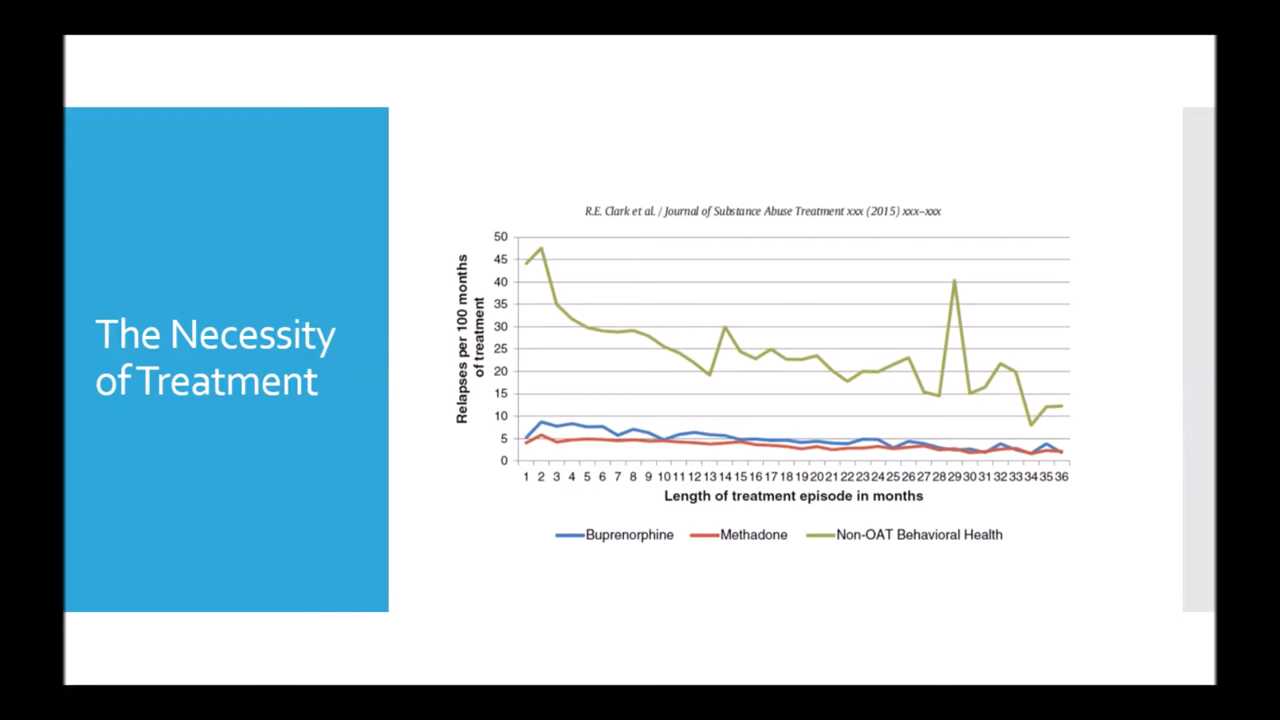 The Necessity
of Treatment
R.E. Clark et al. / Journal of Substance Abuse Treatment xxx (2015) xxx–xxx
Relapses per 100 months
of treatment
50
45
40
35
30
25
20
15
10
5
0
1 2 3 4 5 6 7 8 9 10 11 12 13 14 15 16 17 18 19 20 21 22 23 24 25 26 27 28 29 30 31 32 33 34 35 36
Length of treatment episode in months
Buprenorphine Methadone Non-OAT Behavioral Health